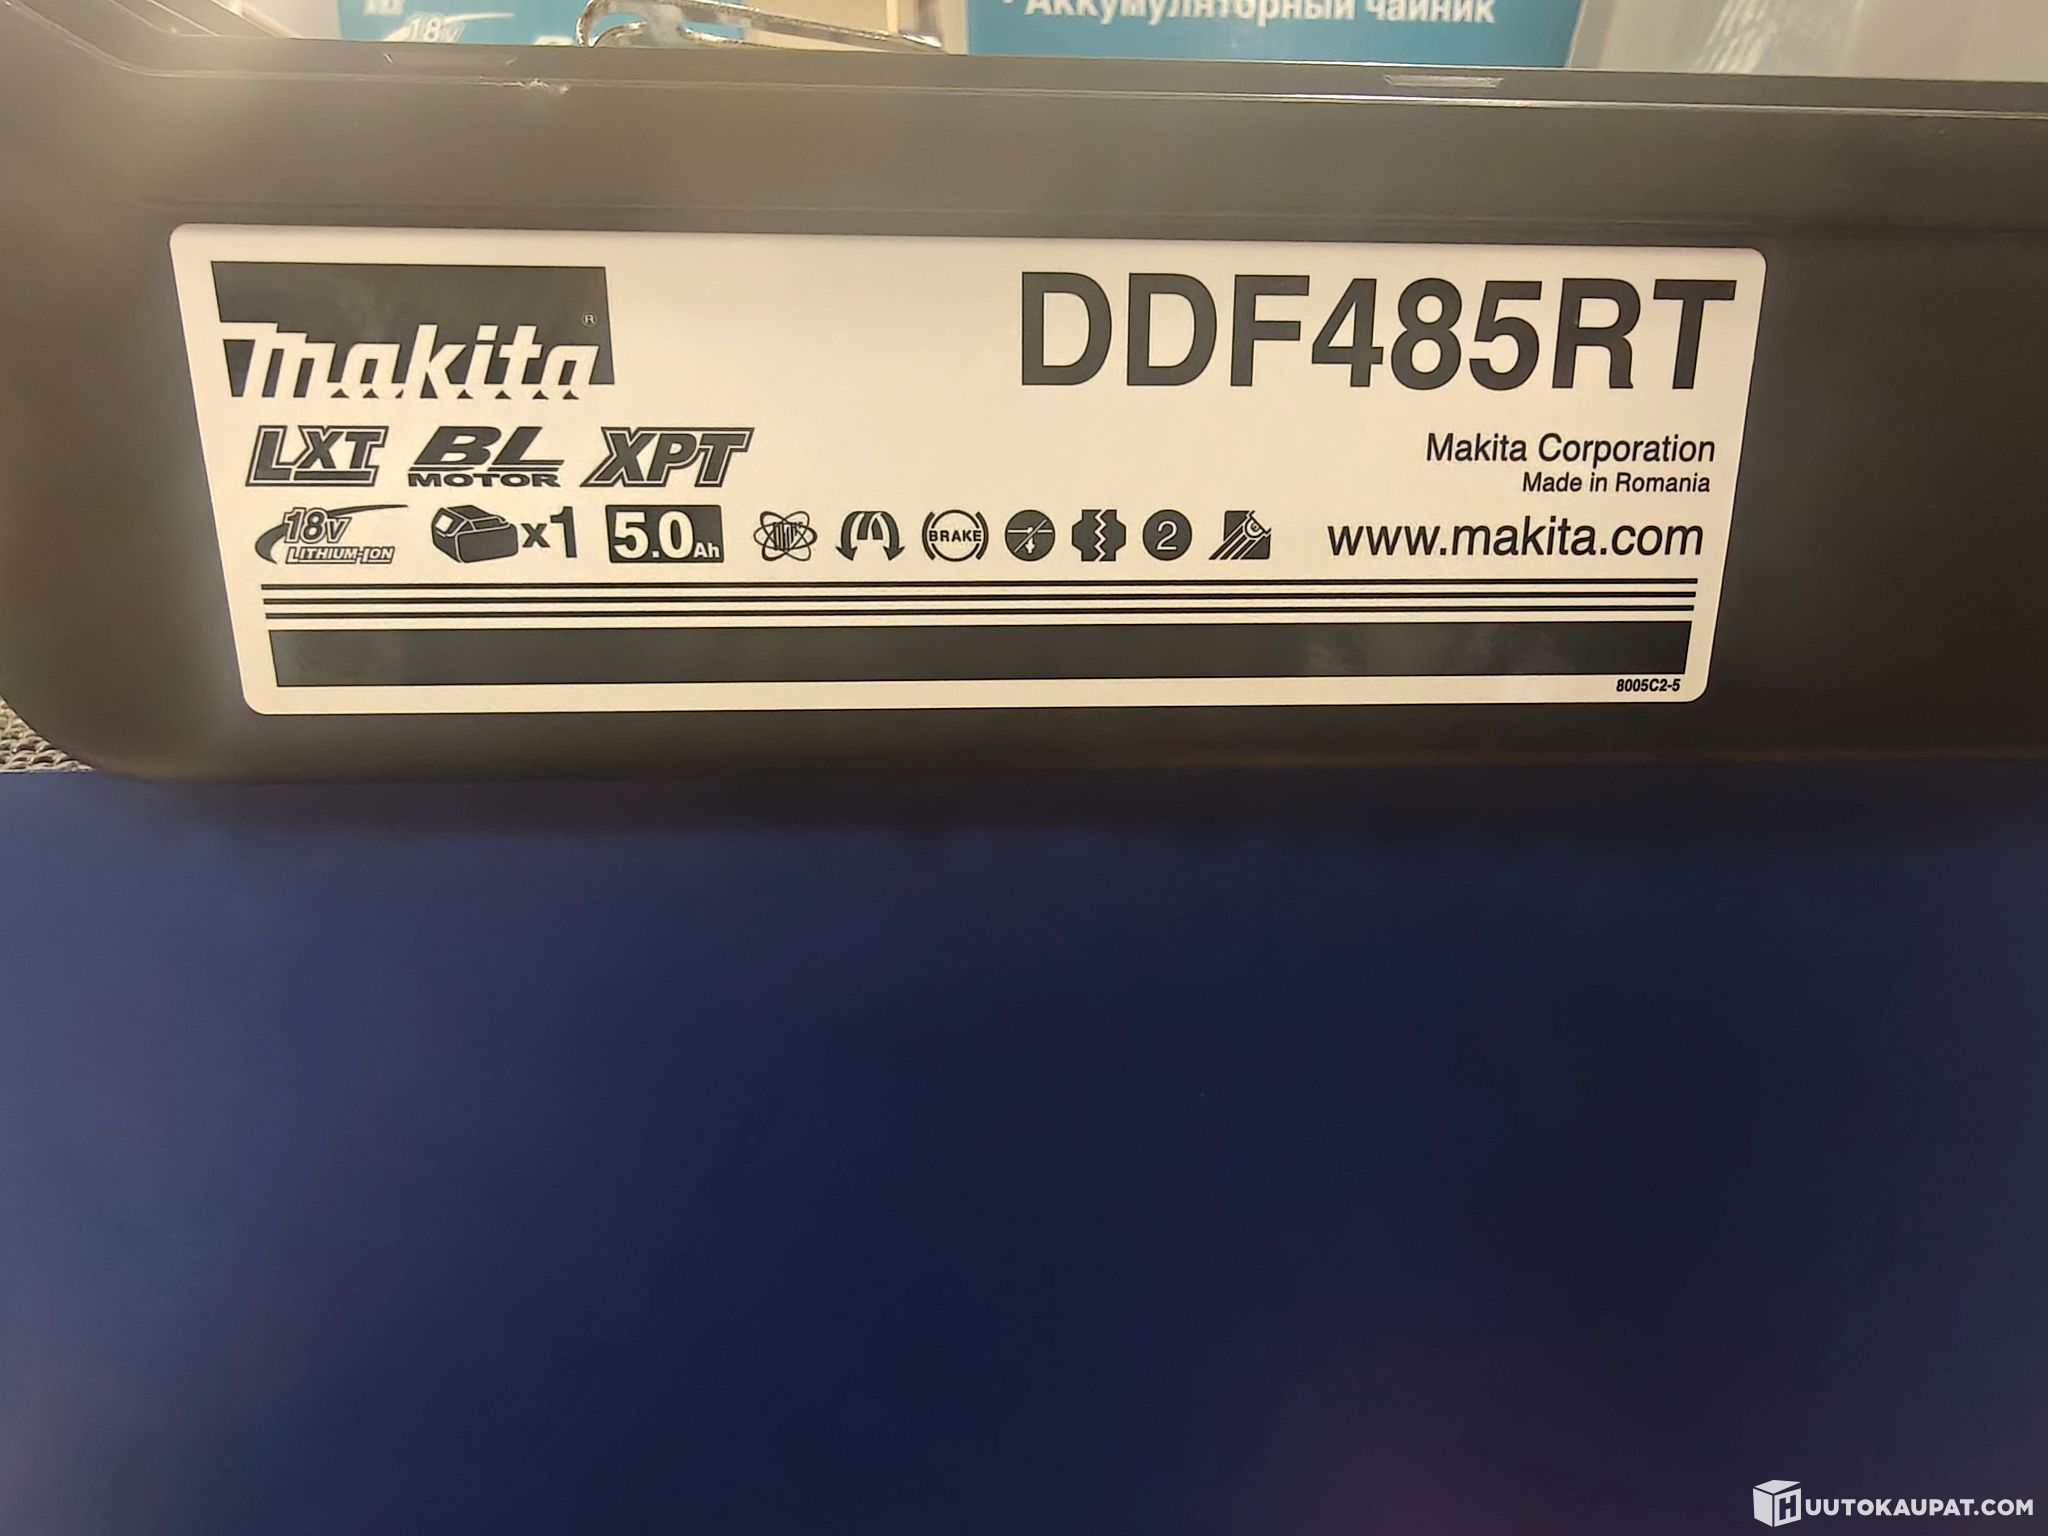 18V
Аккумуляторный чайник
makita®
DDF485RT
LXT BL MOTOR XPT
Makita Corporation
Made in Romania
18V LITHIUM-ION x1 5.0Ah BRAKE 2 www.makita.com
8005C2-5
HUUTOKAUPAT.COM